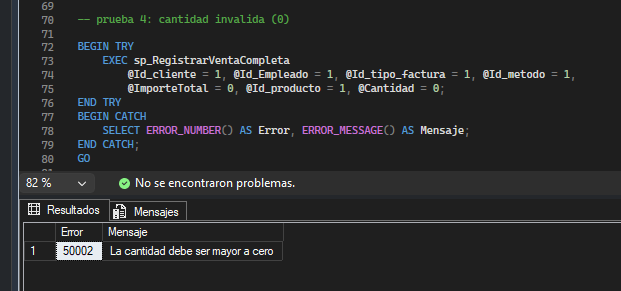 69
70 -- prueba 4: cantidad invalida (0)
71
72 BEGIN TRY
73 EXEC sp_RegistrarVentaCompleta
74 @Id_cliente = 1, @Id_Empleado = 1, @Id_tipo_factura = 1, @Id_metodo = 1,
75 @ImporteTotal = 0, @Id_producto = 1, @Cantidad = 0;
76 END TRY
77 BEGIN CATCH
78 SELECT ERROR_NUMBER() AS Error, ERROR_MESSAGE() AS Mensaje;
79 END CATCH;
80 GO
82 % No se encontraron problemas.
Resultados Mensajes
Error Mensaje
1 50002 La cantidad debe ser mayor a cero